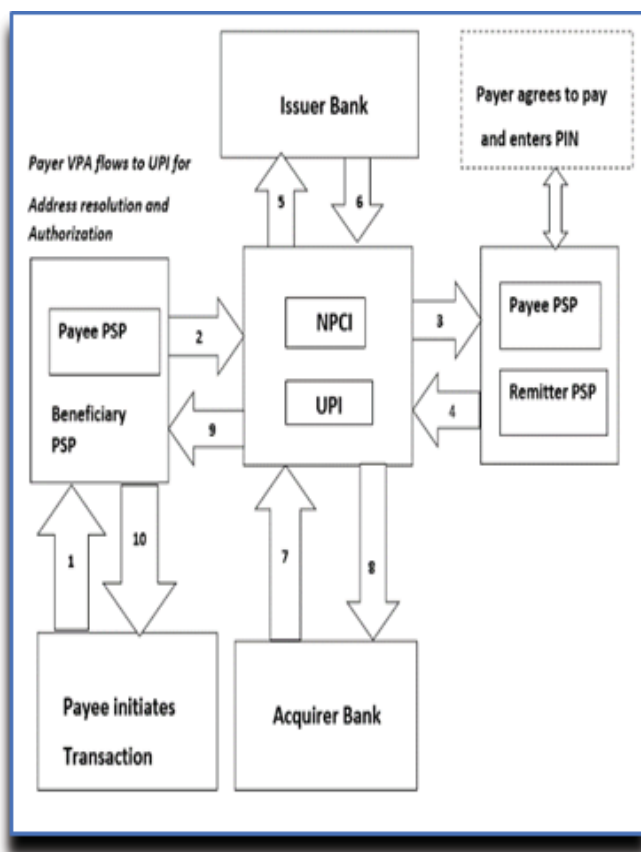 Issuer Bank
Payer agrees to pay
and enters PIN
Payer VPA flows to UPI for
Address resolution and
Authorization
5
6
Payee PSP
2
NPCI
3
Payee PSP
Beneficiary
PSP
9
UPI
4
Remitter PSP
1
10
7
8
Payee initiates
Transaction
Acquirer Bank